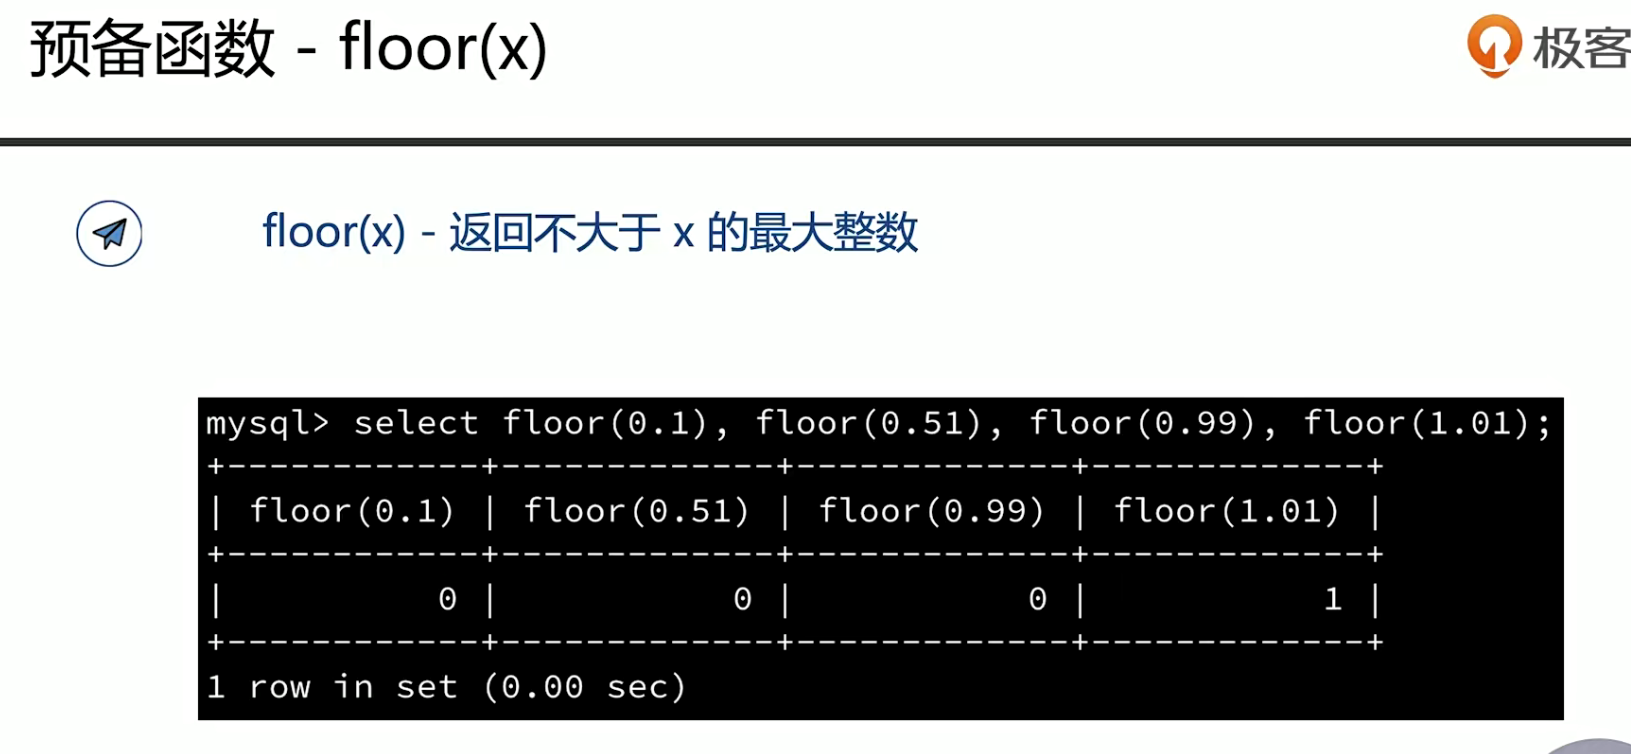 预备函数 - floor(x)
极客
floor(x) - 返回不大于 x 的最大整数
mysql> select floor(0.1), floor(0.51), floor(0.99), floor(1.01);
+------------+-------------+-------------+-------------+
| floor(0.1) | floor(0.51) | floor(0.99) | floor(1.01) |
+------------+-------------+-------------+-------------+
|          0 |           0 |           0 |           1 |
+------------+-------------+-------------+-------------+
1 row in set (0.00 sec)